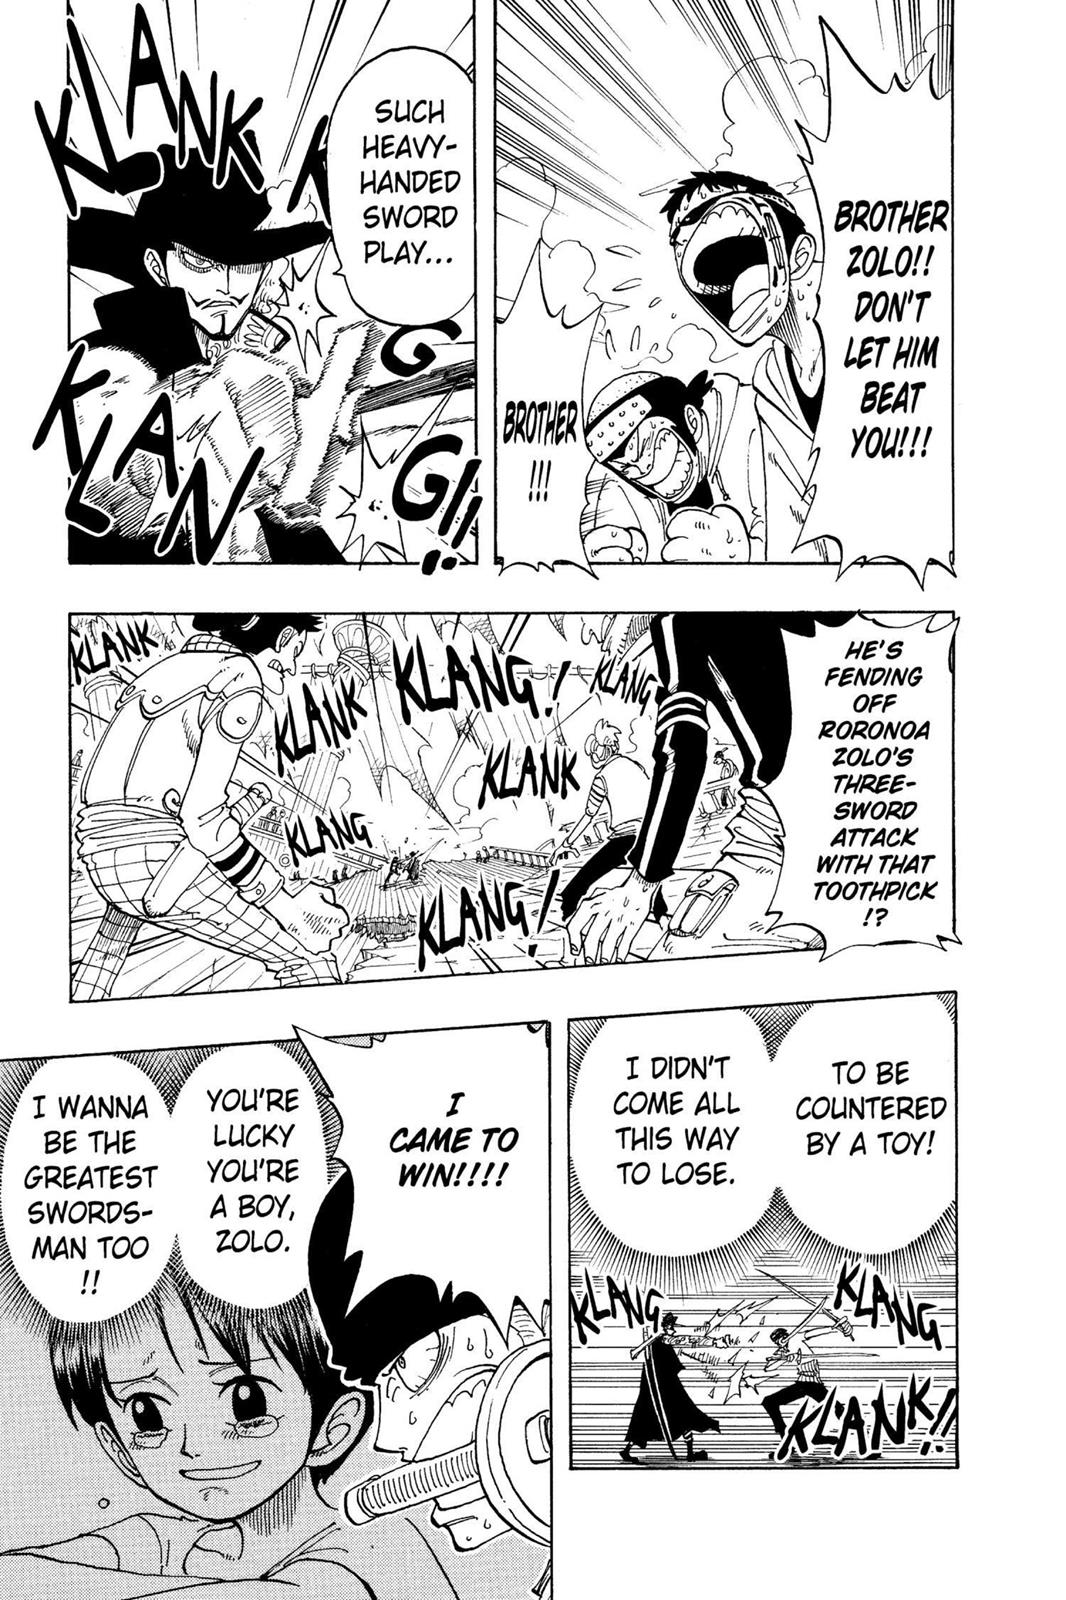 BROTHER
ZOLO!!
DON'T
LET HIM
BEAT
YOU!!!
BROTHER
!!!
SUCH
HEAVY-
HANDED
SWORD
PLAY...
KLANK
K
KLAN
G
G!!
HE'S
FENDING
OFF
RORONOA
ZOLO'S
THREE-
SWORD
ATTACK
WITH THAT
TOOTHPICK
!?
KLANG
KLANG!
KLANK
KLANK
KLANK
KLANG
KLANG!
TO BE
COUNTERED
BY A TOY!
I DIDN'T
COME ALL
THIS WAY
TO LOSE.
KLANG
KLANG
KLANK!!
I
CAME TO
WIN!!!!
YOU'RE
LUCKY
YOU'RE
A BOY,
ZOLO.
I WANNA
BE THE
GREATEST
SWORDS-
MAN TOO
!!